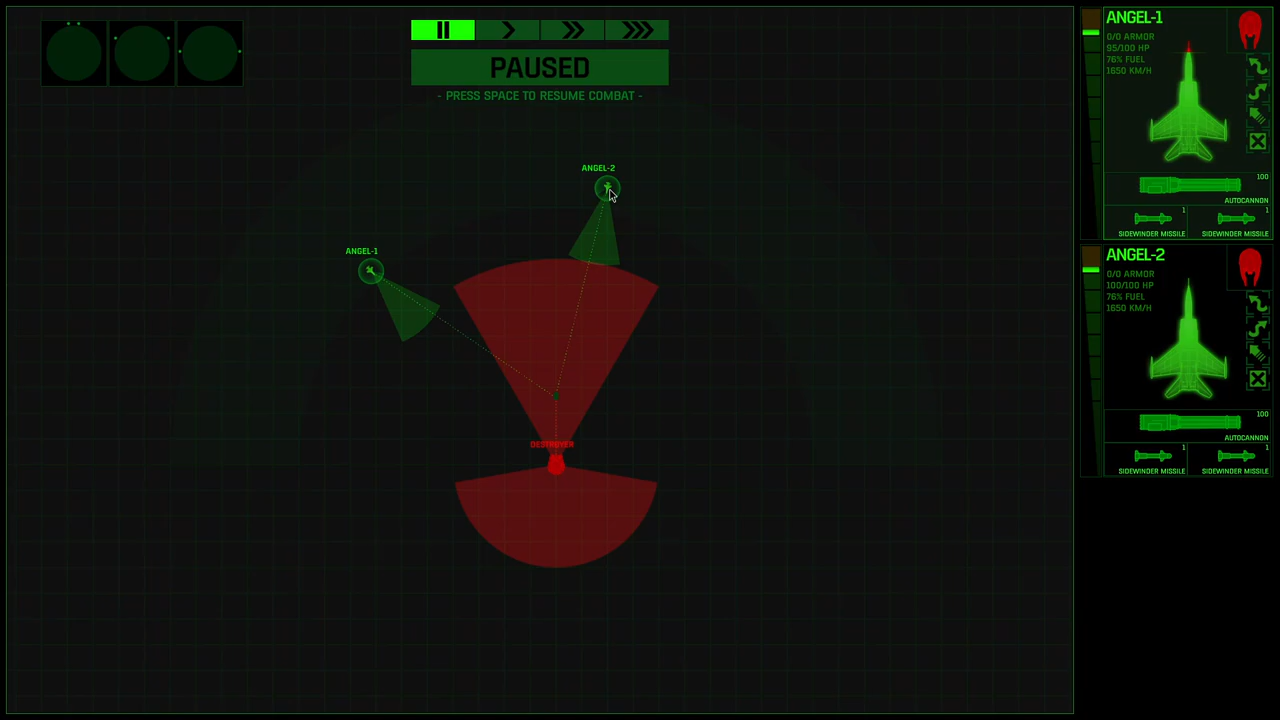 PAUSED
- PRESS SPACE TO RESUME COMBAT -
ANGEL-2
ANGEL-1
DESTROYER
ANGEL-1
0/0 ARMOR
95/100 HP
76% FUEL
1650 KM/H
100
AUTOCANNON
1
1
SIDEWINDER MISSILE
SIDEWINDER MISSILE
ANGEL-2
0/0 ARMOR
100/100 HP
76% FUEL
1650 KM/H
100
AUTOCANNON
1
1
SIDEWINDER MISSILE
SIDEWINDER MISSILE